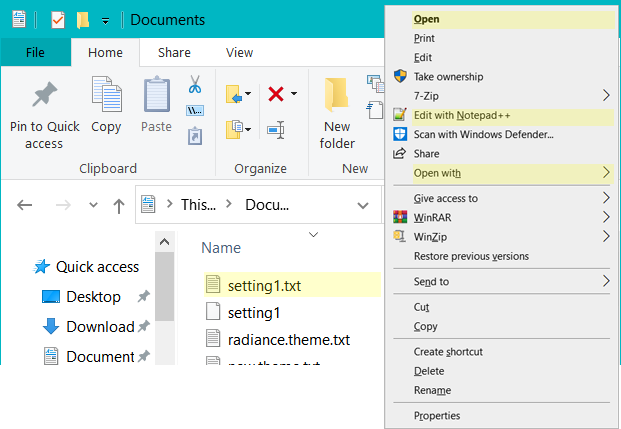 Documents
File Home Share View
Pin to Quick access
Copy
Paste
W...
New folder
Clipboard Organize New
This... Docu...
Name
Quick access
Desktop
Download
Document
setting1.txt
setting1
radiance.theme.txt
new.theme.txt
Open
Print
Edit
Take ownership
7-Zip
Edit with Notepad++
Scan with Windows Defender...
Share
Open with
Give access to
WinRAR
WinZip
Restore previous versions
Send to
Cut
Copy
Create shortcut
Delete
Rename
Properties